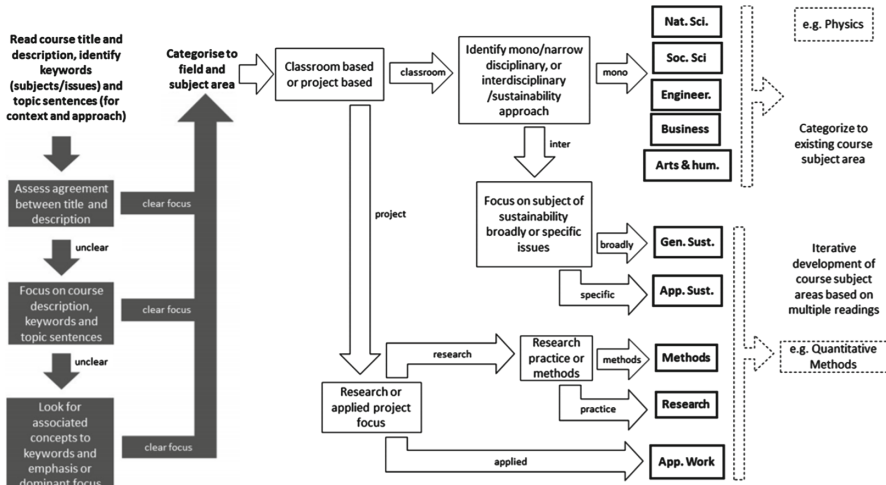 Read course title and
description, identify
keywords
(subjects/issues) and
topic sentences (for
context and approach)
Assess agreement
between title and
description
clear focus
unclear
Focus on course
description,
keywords and
topic sentences
clear focus
unclear
Look for
associated
concepts to
keywords and
emphasis or
dominant focus
clear focus
Categorise to
field and
subject area
Classroom based
or project based
classroom
project
Identify mono/narrow
disciplinary, or
interdisciplinary
/sustainability
approach
mono
inter
Nat. Sci.
Soc. Sci
Engineer.
Business
Arts & hum.
e.g. Physics
Categorize to
existing course
subject area
Focus on subject of
sustainability
broadly or specific
issues
broadly
Gen. Sust.
specific
App. Sust.
Iterative
development of
course subject
areas based on
multiple readings
e.g. Quantitative
Methods
Research or
applied project
focus
research
Research
practice or
methods
methods
Methods
practice
Research
applied
App. Work